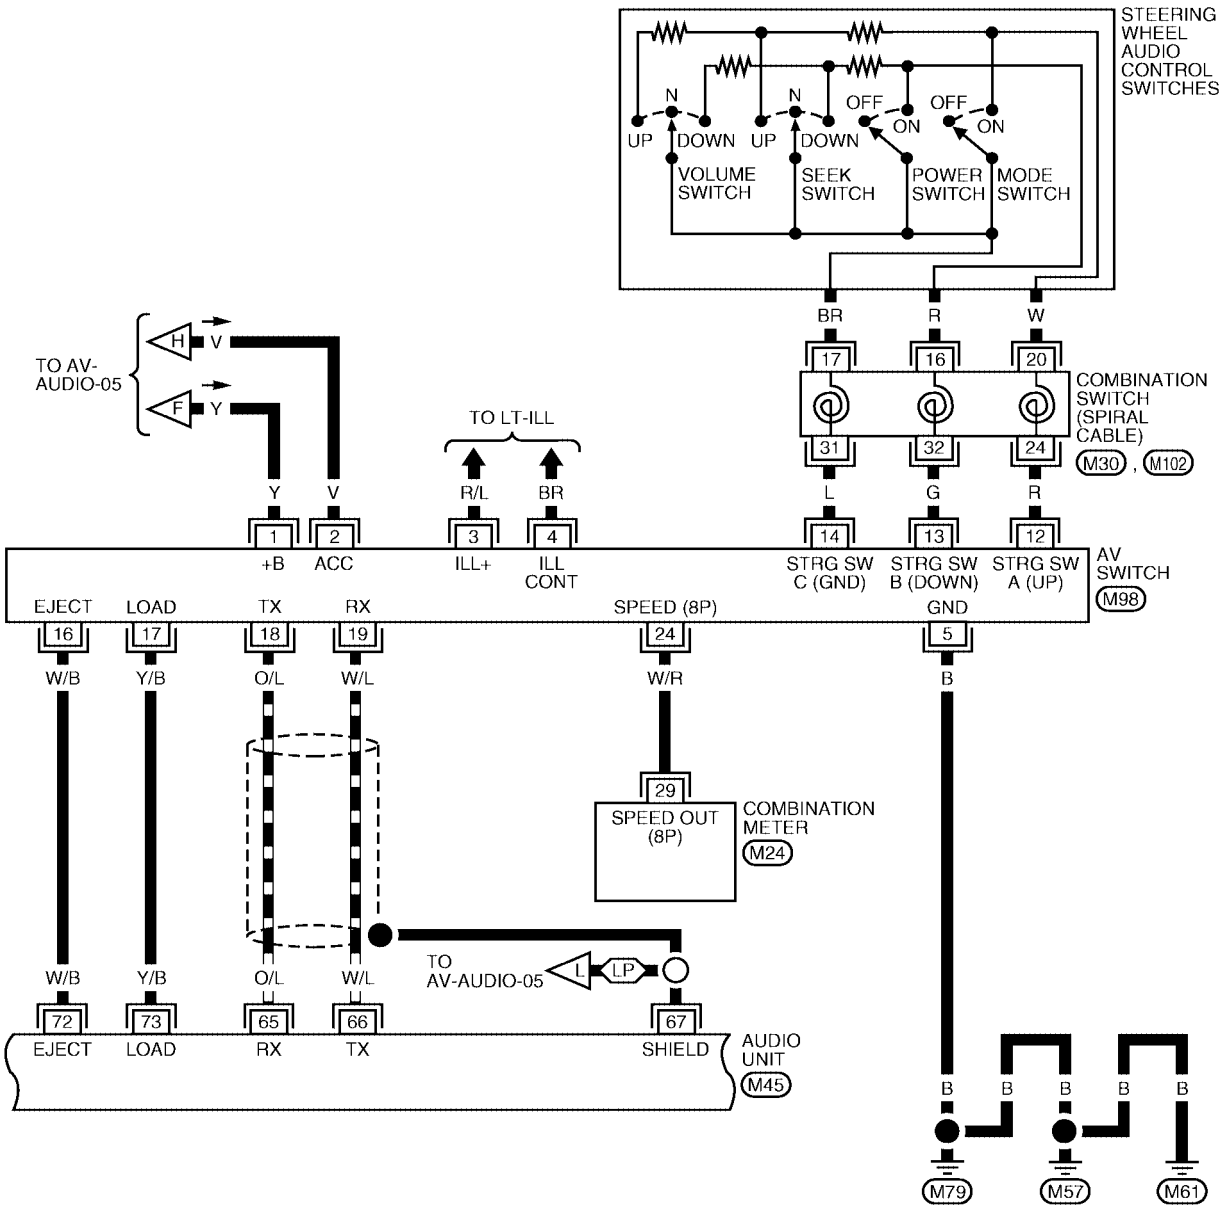 STEERING
WHEEL
AUDIO
CONTROL
SWITCHES
N
N
OFF
OFF
UP
DOWN
UP
DOWN
ON
ON
VOLUME
SWITCH
SEEK
SWITCH
POWER
SWITCH
MODE
SWITCH
BR
R
W
17
16
20
COMBINATION
SWITCH
(SPIRAL
CABLE)
M30 , M102
31
32
24
L
G
R
TO AV-
AUDIO-05
H
V
F
Y
TO LT-ILL
Y
V
R/L
BR
1
2
3
4
14
13
12
+B
ACC
ILL+
ILL
CONT
STRG SW
C (GND)
STRG SW
B (DOWN)
STRG SW
A (UP)
AV
SWITCH
M98
EJECT
LOAD
TX
RX
SPEED (8P)
GND
16
17
18
19
24
5
W/B
Y/B
O/L
W/L
W/R
B
29
SPEED OUT
(8P)
COMBINATION
METER
M24
TO
AV-AUDIO-05
L
LP
W/B
Y/B
O/L
W/L
72
73
65
66
67
EJECT
LOAD
RX
TX
SHIELD
AUDIO
UNIT
M45
B
B
B
B
B
M79
M57
M61